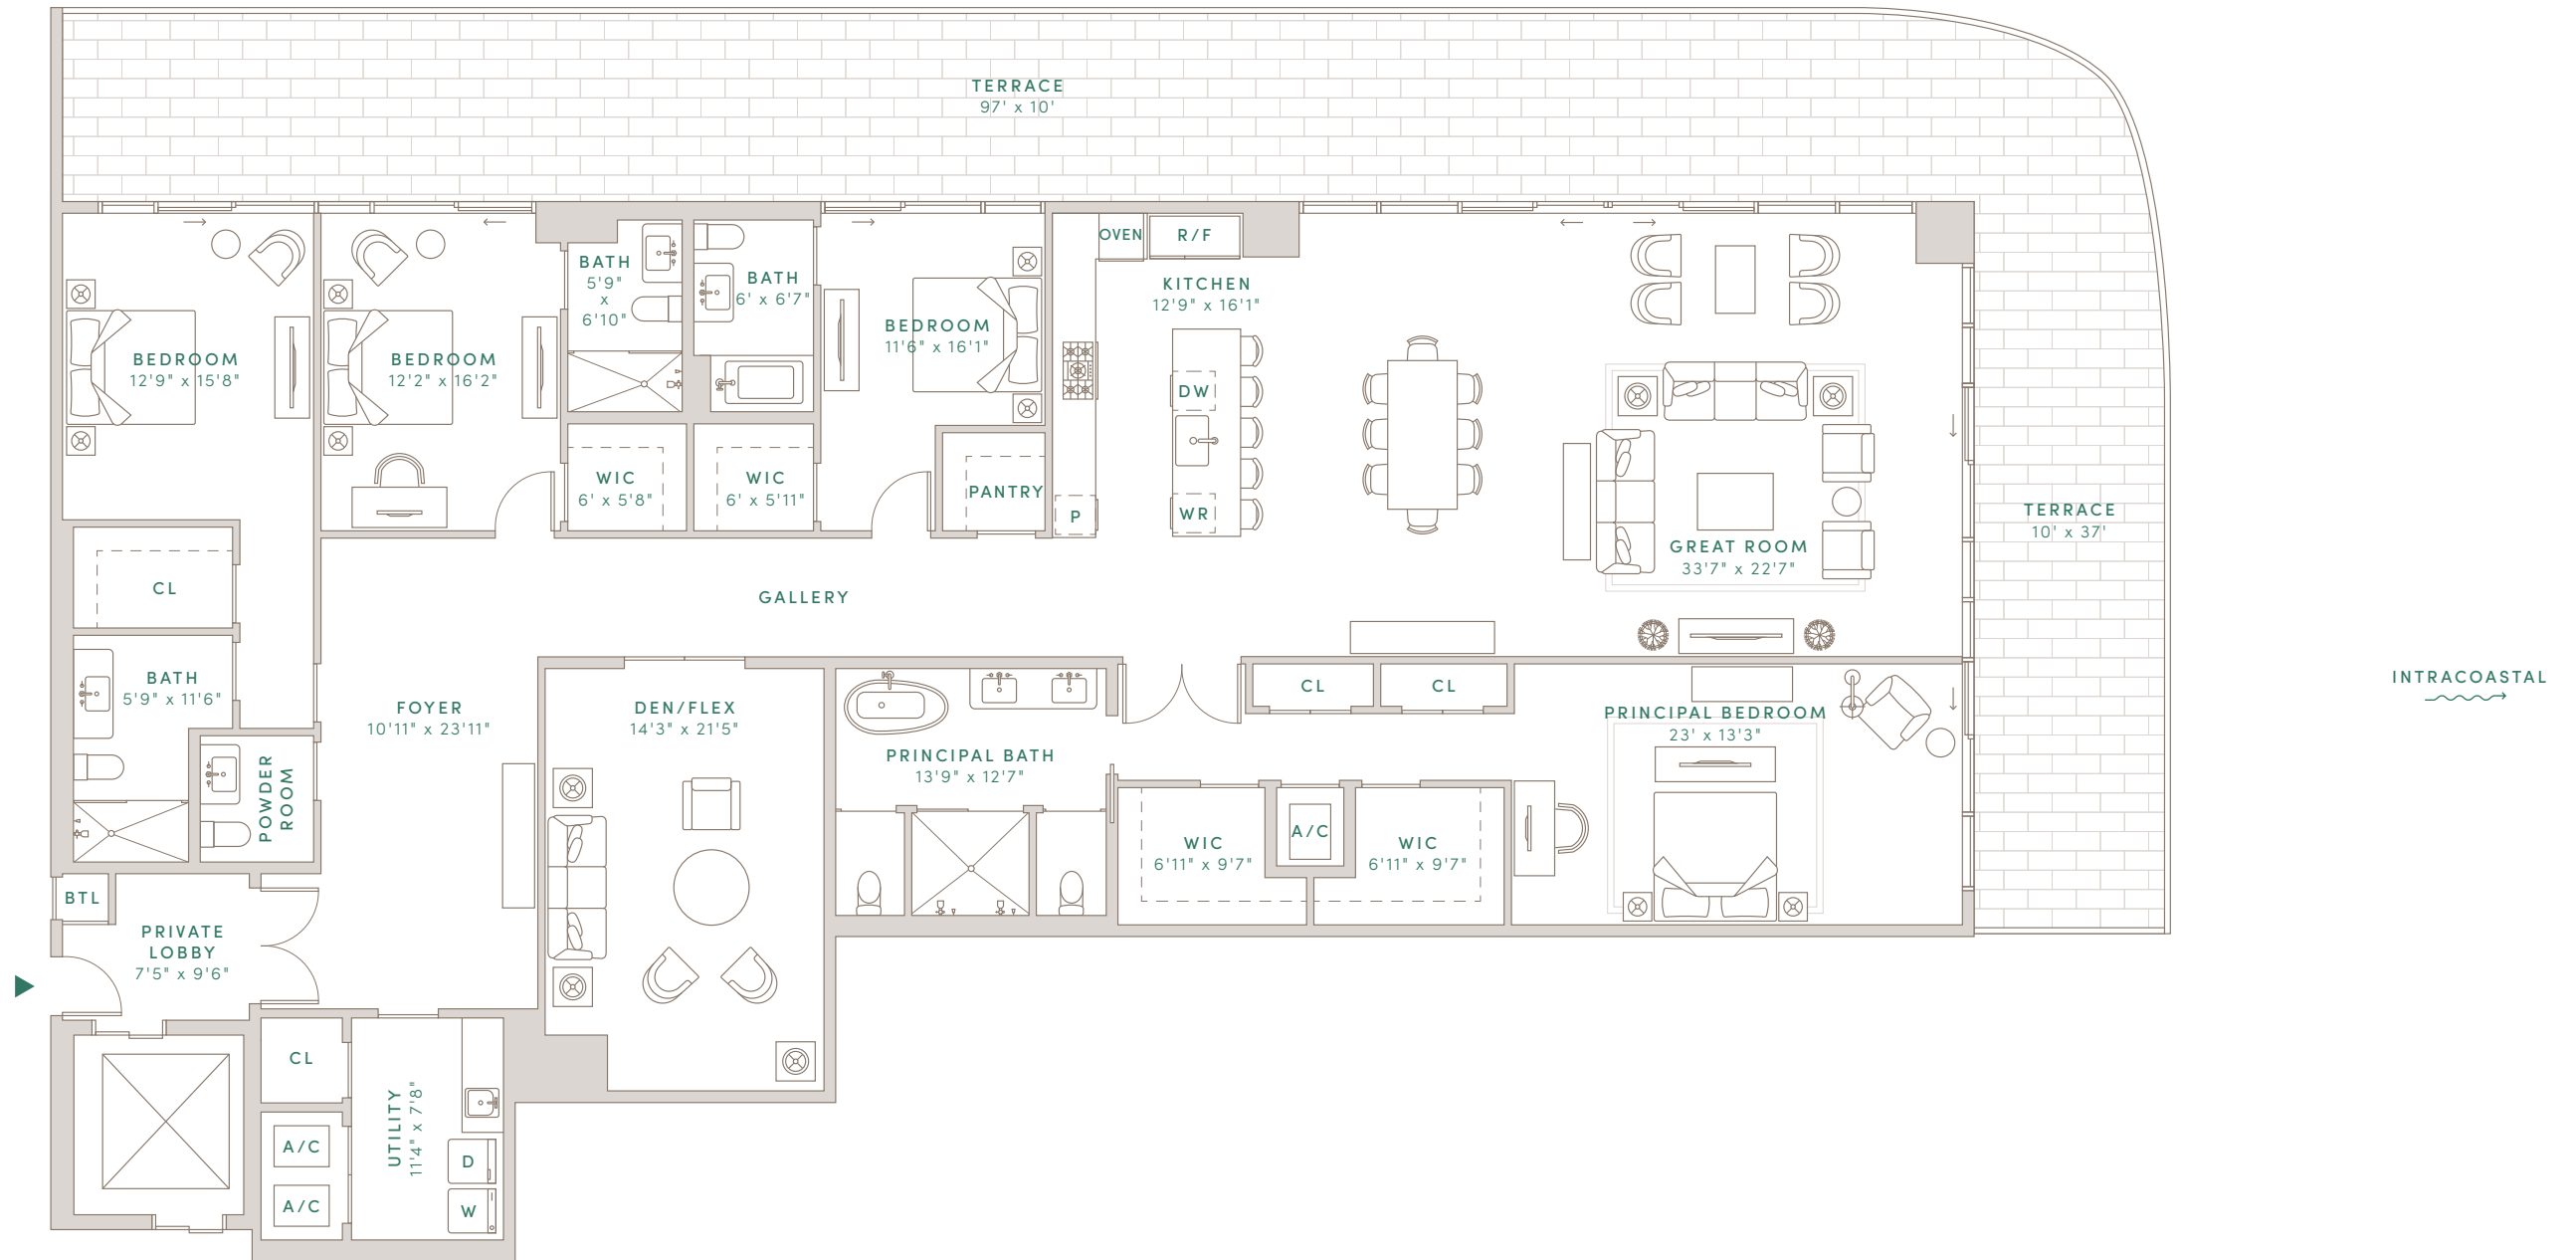 TERRACE
97' x 10'
OVEN
R/F
BATH
5'9"
x
6'10"
BATH
6' x 6'7"
KITCHEN
12'9" x 16'1"
BEDROOM
11'6" x 16'1"
BEDROOM
12'9" x 15'8"
BEDROOM
12'2" x 16'2"
DW
WIC
6' x 5'8"
WIC
6' x 5'11"
PANTRY
P
WR
TERRACE
10' x 37'
GREAT ROOM
33'7" x 22'7"
CL
GALLERY
BATH
5'9" x 11'6"
FOYER
10'11" x 23'11"
DEN/FLEX
14'3" x 21'5"
CL
CL
INTRACOASTAL
PRINCIPAL BEDROOM
23' x 13'3"
PRINCIPAL BATH
13'9" x 12'7"
POWDER
ROOM
WIC
6'11" x 9'7"
A/C
WIC
6'11" x 9'7"
BTL
PRIVATE
LOBBY
7'5" x 9'6"
CL
UTILITY
11'4" x 7'8"
A/C
D
A/C
W